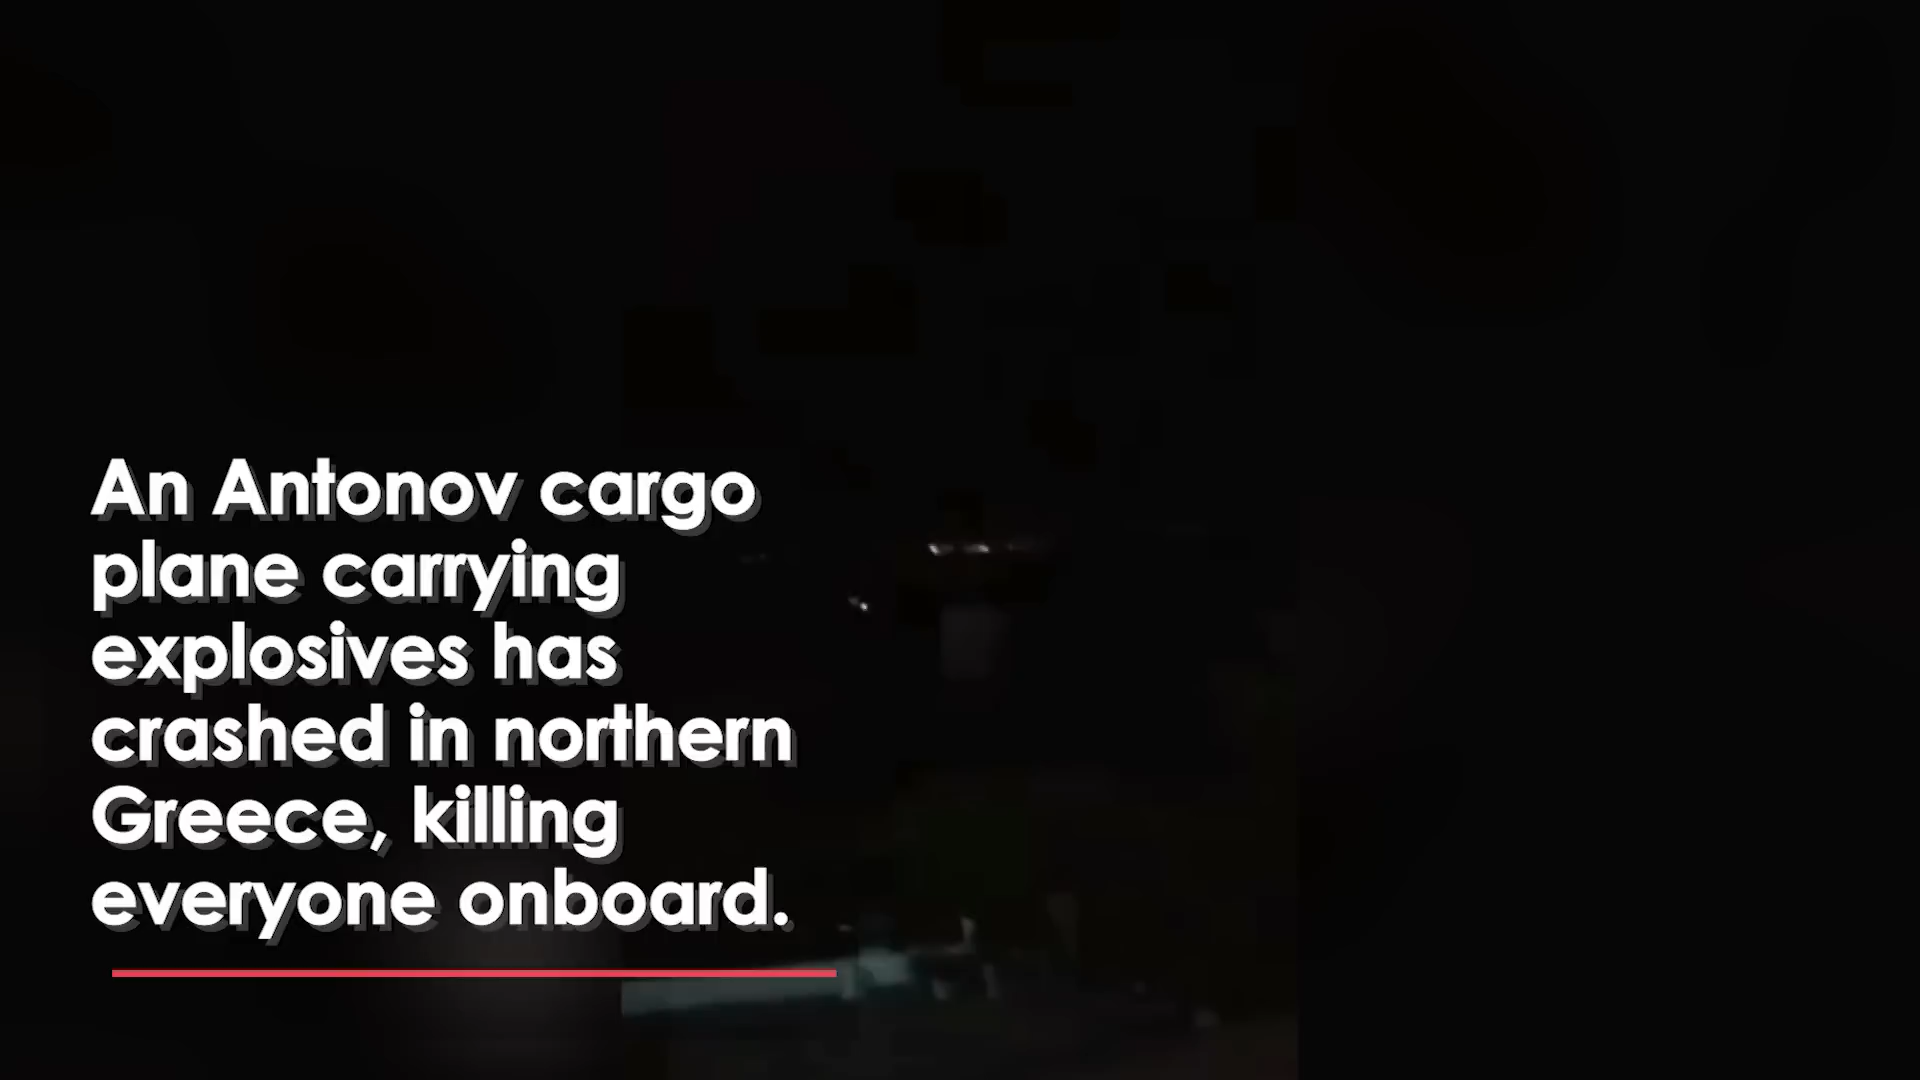 An Antonov cargo
plane carrying
explosives has
crashed in northern
Greece, killing
everyone onboard.